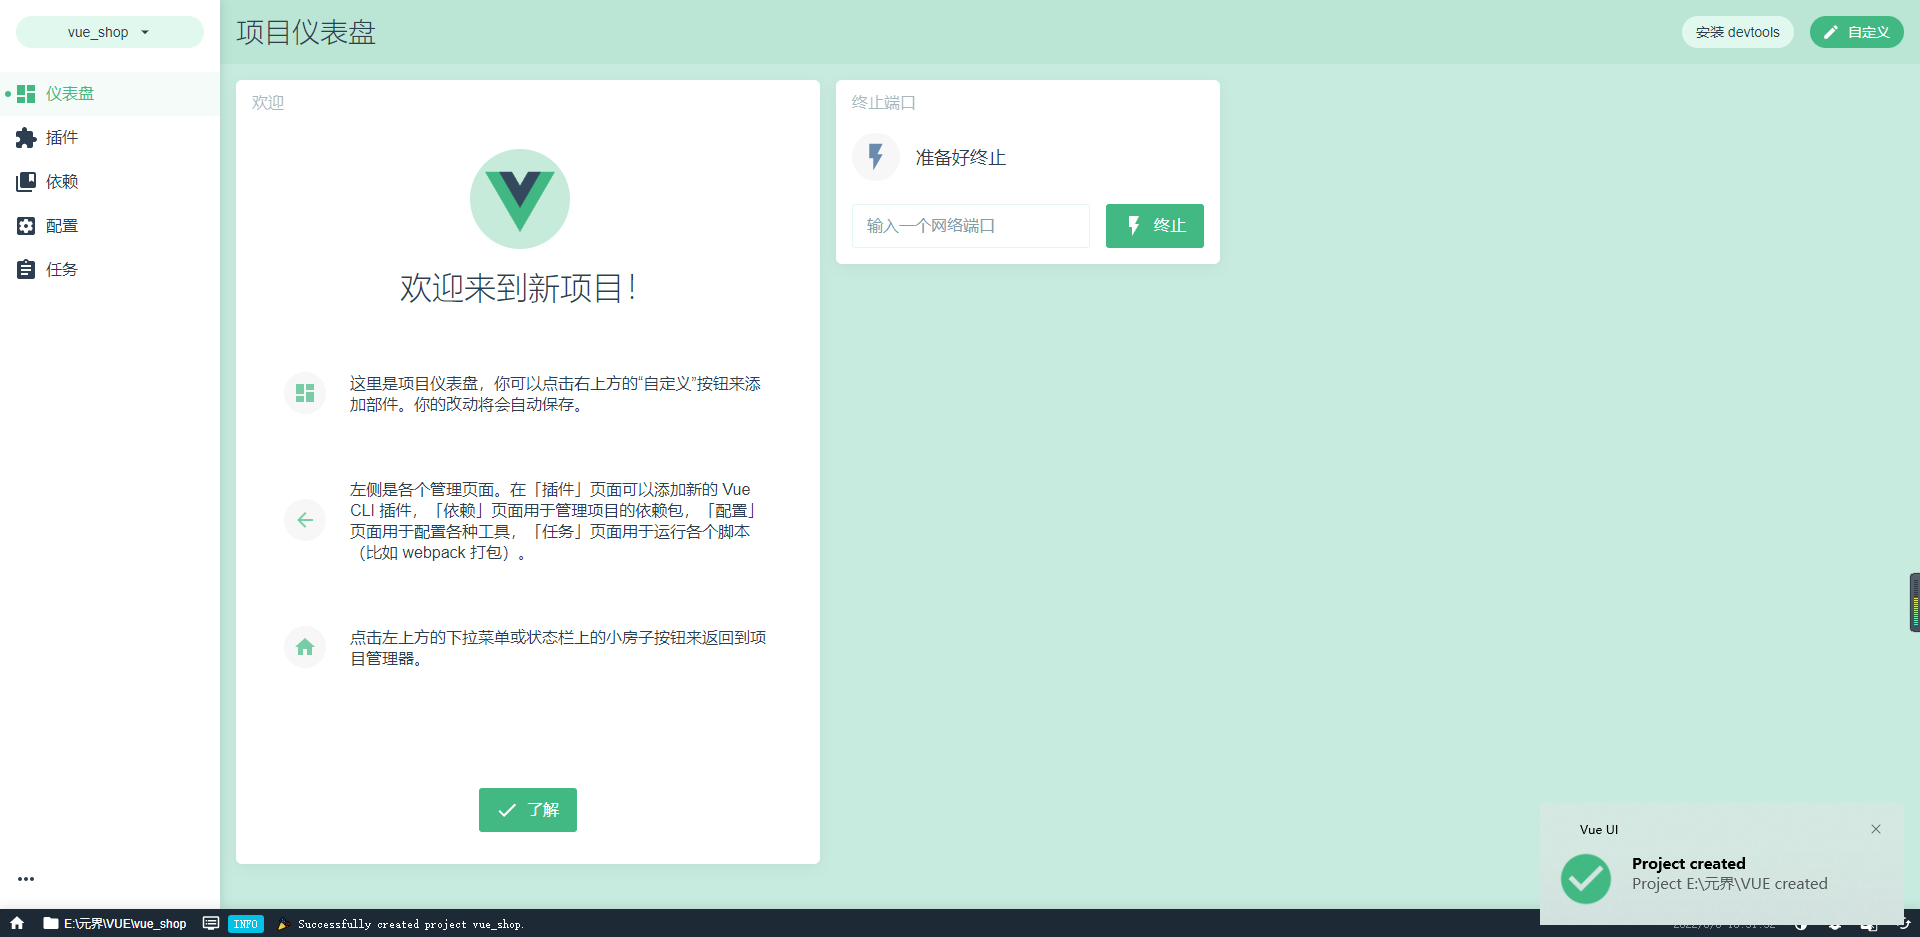 vue_shop
项目仪表盘
安装 devtools
自定义
仪表盘
插件
依赖
配置
任务
欢迎
欢迎来到新项目！
这里是项目仪表盘，你可以点击右上方的“自定义”按钮来添
加部件。你的改动将会自动保存。
左侧是各个管理页面。在「插件」页面可以添加新的 Vue
CLI 插件，「依赖」页面用于管理项目的依赖包，「配置」
页面用于配置各种工具，「任务」页面用于运行各个脚本
（比如 webpack 打包）。
点击左上方的下拉菜单或状态栏上的小房子按钮来返回到项
目管理器。
了解
终止端口
准备好终止
输入一个网络端口
终止
Vue UI
Project created
Project E:\元界\VUE created
E:\元界\VUE\vue_shop
INFO
Successfully created project vue_shop.